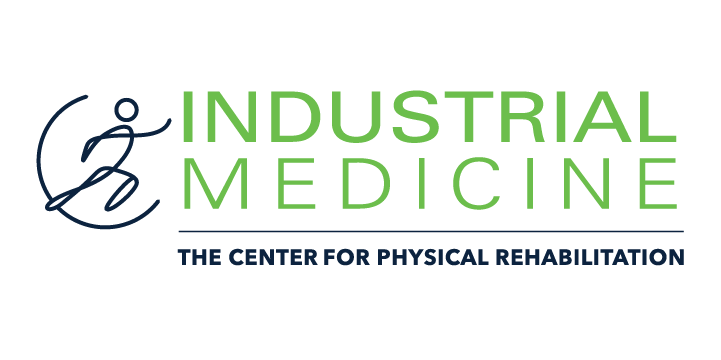 INDUSTRIAL
MEDICINE
THE CENTER FOR PHYSICAL REHABILITATION